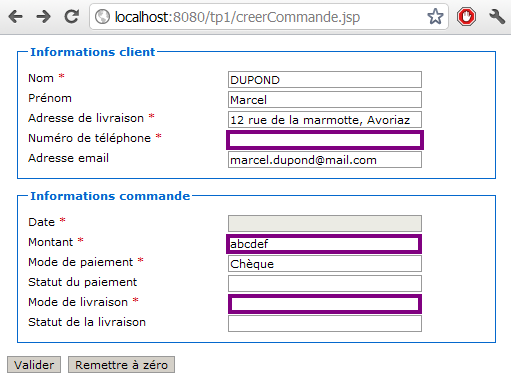 localhost:8080/tp1/creerCommande.jsp
Informations client
Nom * DUPOND
Prénom Marcel
Adresse de livraison * 12 rue de la marmotte, Avoriaz
Numéro de téléphone *
Adresse email marcel.dupond@mail.com
Informations commande
Date *
Montant * abcdef
Mode de paiement * Chèque
Statut du paiement
Mode de livraison *
Statut de la livraison
Valider Remettre à zéro